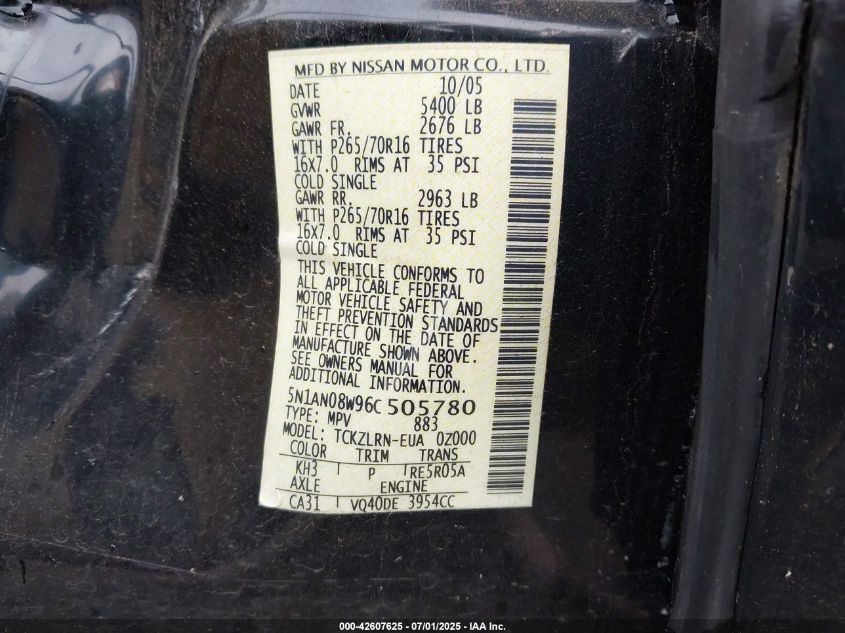 MFD BY NISSAN MOTOR CO., LTD.
DATE 10/05
GVWR 5400 LB
GAWR FR. 2676 LB
WITH P265/70R16 TIRES
16X7.0 RIMS AT 35 PSI
COLD SINGLE
GAWR RR. 2963 LB
WITH P265/70R16 TIRES
16X7.0 RIMS AT 35 PSI
COLD SINGLE
THIS VEHICLE CONFORMS TO
ALL APPLICABLE FEDERAL
MOTOR VEHICLE SAFETY AND
THEFT PREVENTION STANDARDS
IN EFFECT ON THE DATE OF
MANUFACTURE SHOWN ABOVE.
SEE OWNERS MANUAL FOR
ADDITIONAL INFORMATION.
5N1AN08W96C505780
TYPE: MPV 883
MODEL: TCKZLRN-EUA 0Z000
COLOR TRIM TRANS
KH3 P RE5R05A
AXLE ENGINE
CA31 VQ40DE 3954CC
000-42607625 - 07/01/2025 - IAA Inc.